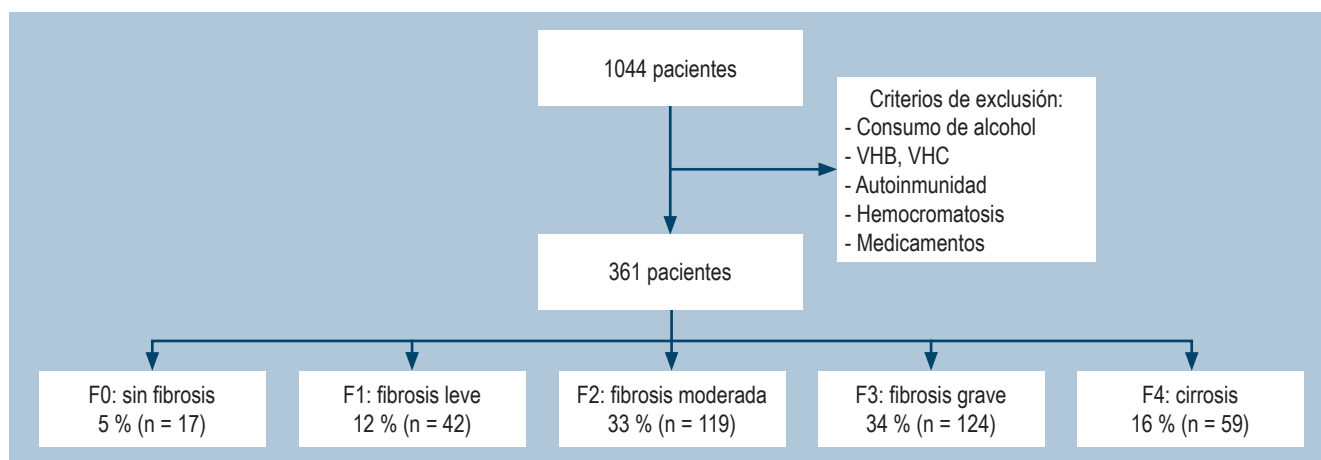 1044 pacientes
Criterios de exclusión:
- Consumo de alcohol
- VHB, VHC
- Autoinmunidad
- Hemocromatosis
- Medicamentos
361 pacientes
F0: sin fibrosis
5 % (n = 17)
F1: fibrosis leve
12 % (n = 42)
F2: fibrosis moderada
33 % (n = 119)
F3: fibrosis grave
34 % (n = 124)
F4: cirrosis
16 % (n = 59)